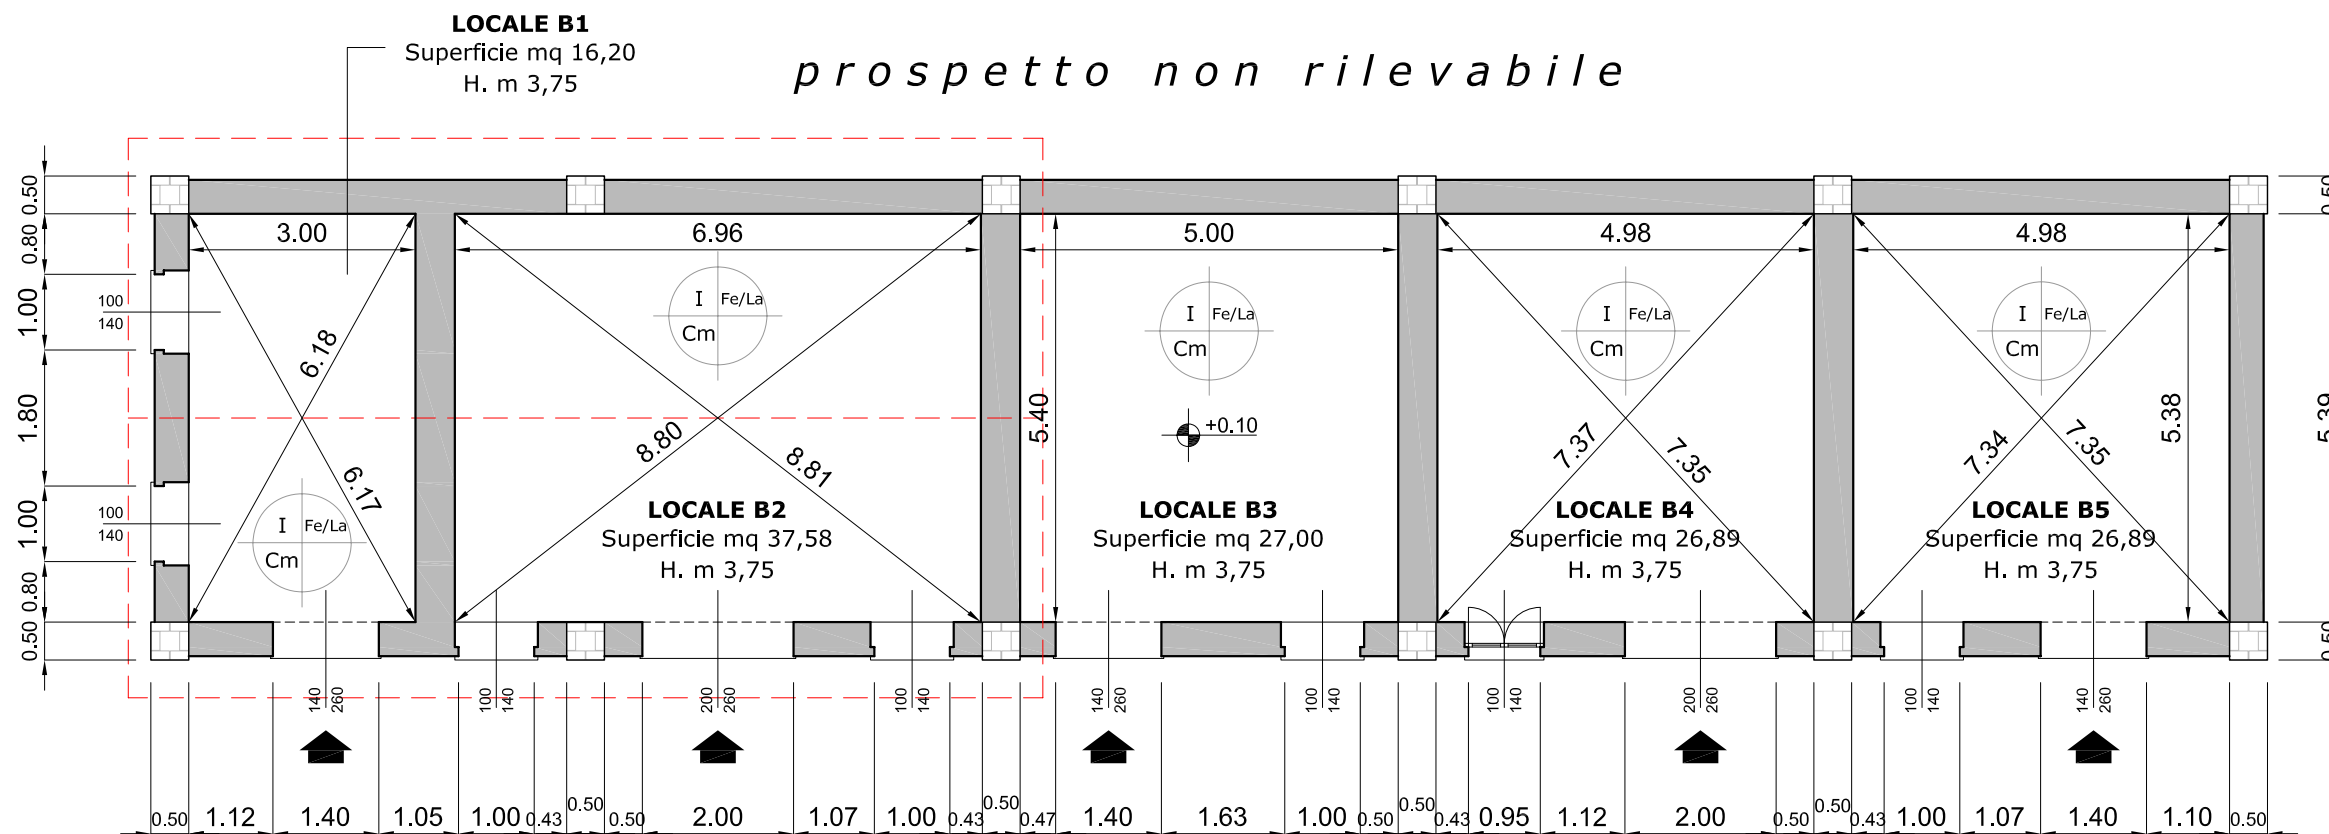 LOCALE B1
Superficie mq 16,20
H. m 3,75
prospetto non rilevabile
0.50
0.80
1.00
1.80
1.00
0.80
0.50
100
140
100
140
3.00
6.18
6.17
I Fe/La
Cm
6.96
I Fe/La
Cm
8.80
8.81
LOCALE B2
Superficie mq 37,58
H. m 3,75
5.00
I Fe/La
Cm
5.40
+0.10
LOCALE B3
Superficie mq 27,00
H. m 3,75
4.98
I Fe/La
Cm
7.37
7.35
LOCALE B4
Superficie mq 26,89
H. m 3,75
4.98
I Fe/La
Cm
7.34
7.35
5.38
LOCALE B5
Superficie mq 26,89
H. m 3,75
0.50
5.39
0.50
140
260
100
140
200
260
100
140
140
260
100
140
100
140
200
260
100
140
140
260
0.50 1.12 1.40 1.05 1.00 0.43 0.50 0.50 2.00 1.07 1.00 0.43 0.50 0.47 1.40 1.63 1.00 0.50 0.50 0.43 0.95 1.12 2.00 0.50 0.50 0.43 1.00 1.07 1.40 1.10 0.50